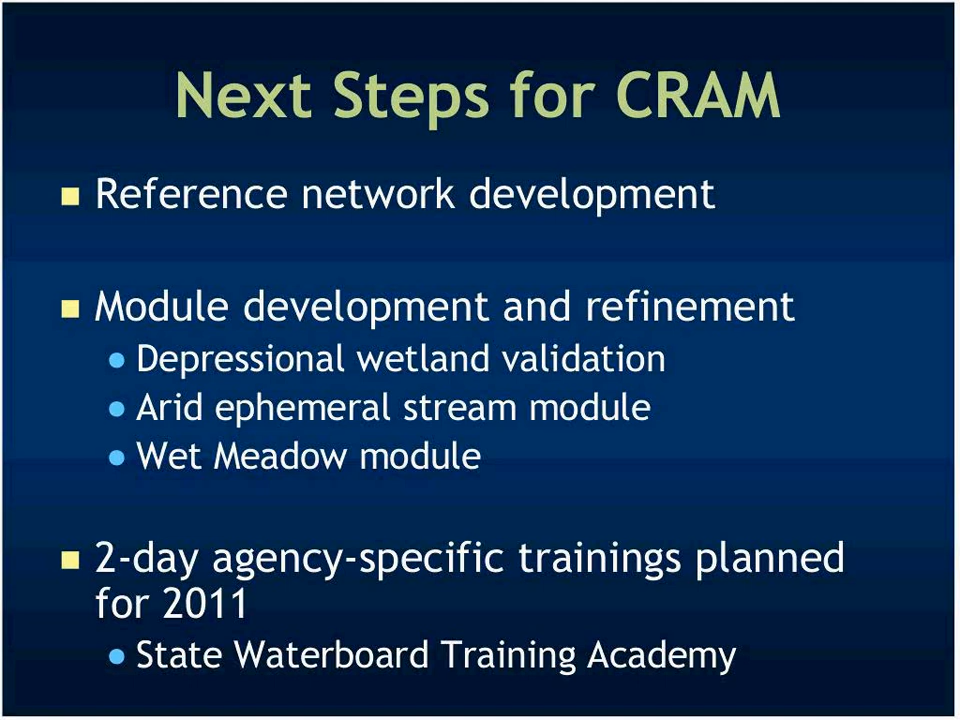 Next Steps for CRAM
Reference network development
Module development and refinement
Depressional wetland validation
Arid ephemeral stream module
Wet Meadow module
2-day agency-specific trainings planned
for 2011
State Waterboard Training Academy